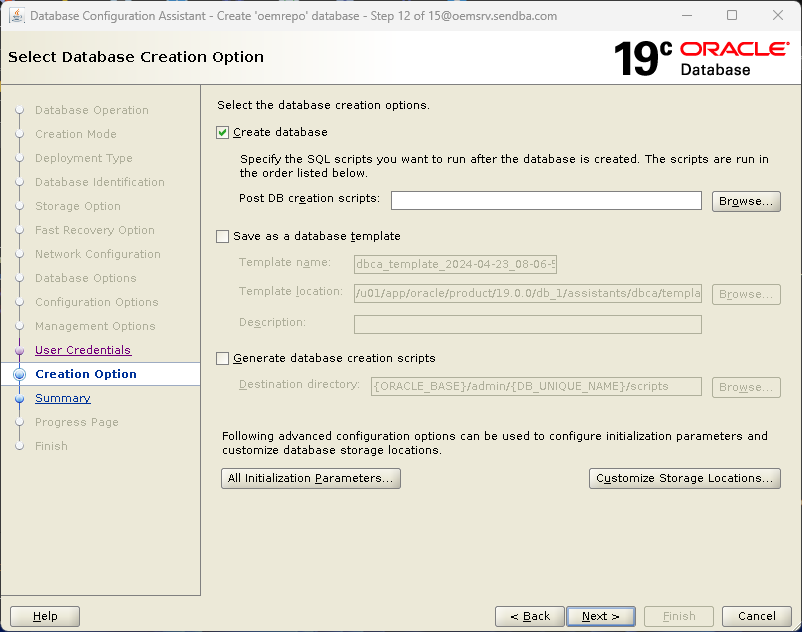 Database Configuration Assistant - Create 'oemrepo' database - Step 12 of 15@oemsrv.sendba.com
Select Database Creation Option
19c ORACLE
Database
Database Operation
Creation Mode
Deployment Type
Database Identification
Storage Option
Fast Recovery Option
Network Configuration
Database Options
Configuration Options
Management Options
User Credentials
Creation Option
Summary
Progress Page
Finish
Select the database creation options.
Create database
Specify the SQL scripts you want to run after the database is created. The scripts are run in
the order listed below.
Post DB creation scripts:
Browse...
Save as a database template
Template name: dbca_template_2024-04-23_08-06-5
Template location: /u01/app/oracle/product/19.0.0/db_1/assistants/dbca/templa Browse...
Description:
Generate database creation scripts
Destination directory: {ORACLE_BASE}/admin/{DB_UNIQUE_NAME}/scripts Browse...
Following advanced configuration options can be used to configure initialization parameters and
customize database storage locations.
All Initialization Parameters... Customize Storage Locations...
Help < Back Next > Finish Cancel